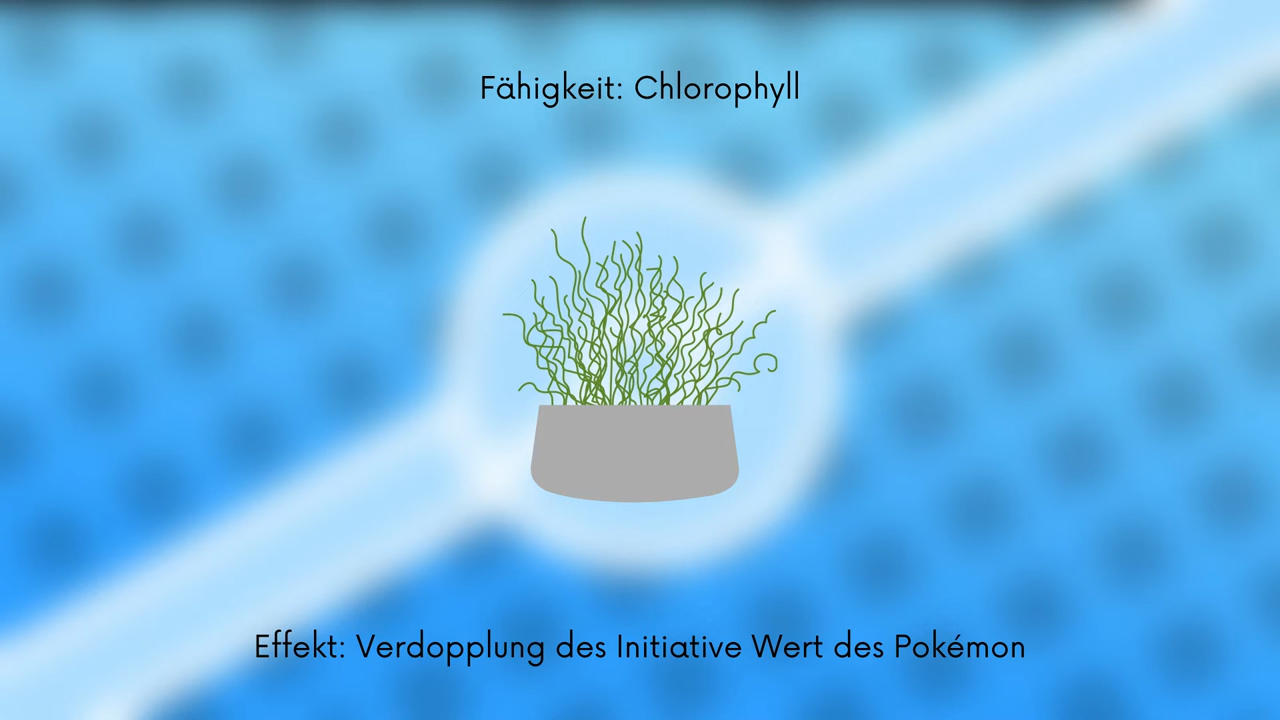 Fähigkeit: Chlorophyll
Effekt: Verdopplung des Initiative Wert des Pokémon